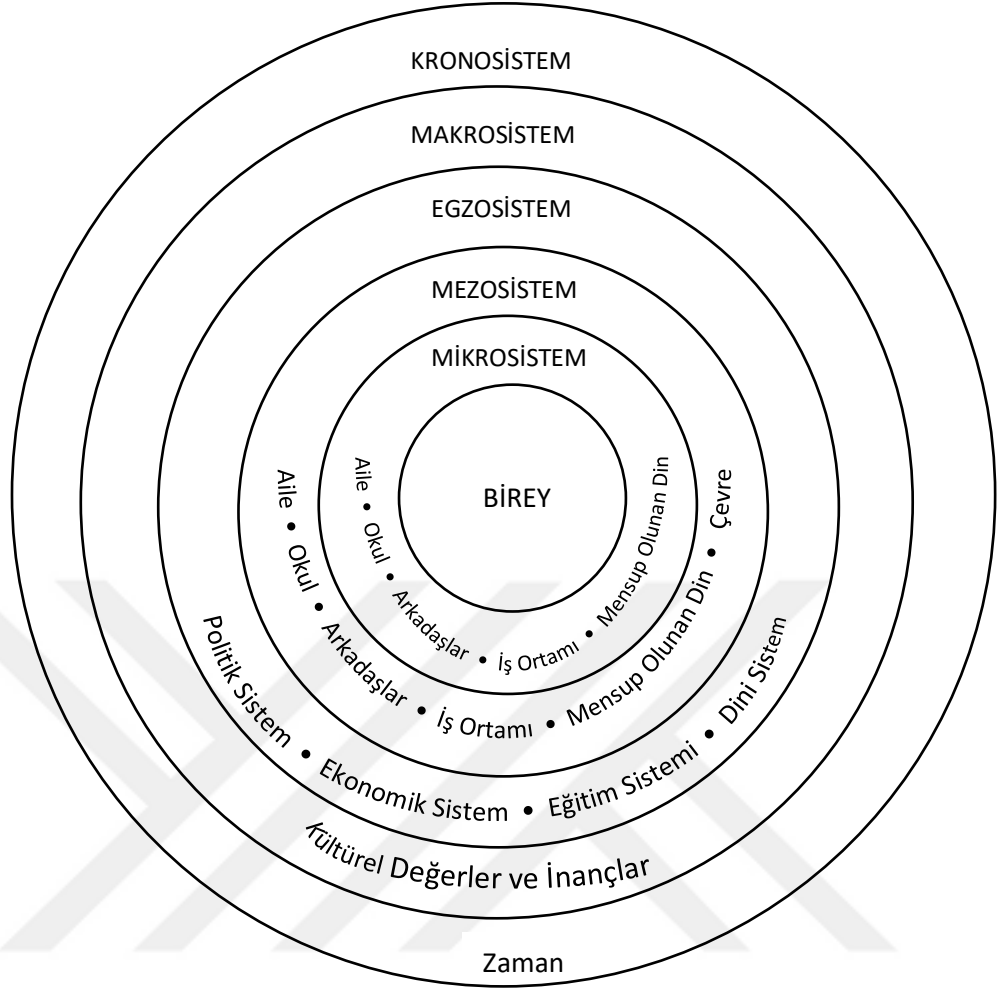 KRONOSİSTEM
MAKROSİSTEM
EGZOSİSTEM
MEZOSİSTEM
MİKROSİSTEM
BİREY
Aile • Okul • Arkadaşlar • İş Ortamı • Mensup Olunan Din
Aile • Okul • Arkadaşlar • İş Ortamı • Mensup Olunan Din • Çevre
Politik Sistem • Ekonomik Sistem • Eğitim Sistemi • Dini Sistem
Kültürel Değerler ve İnançlar
Zaman